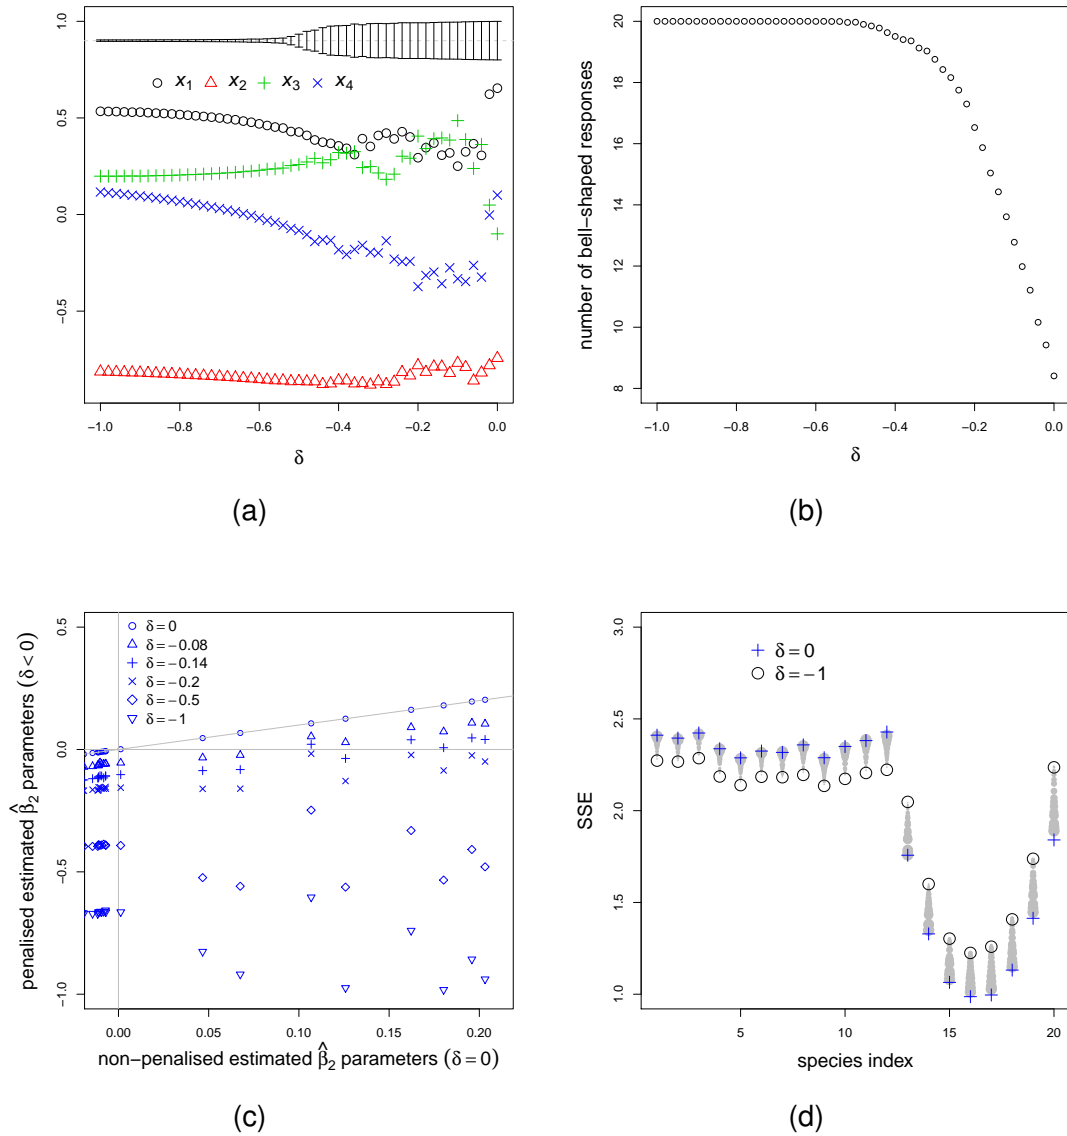 (a)
1.0
0.5
0.0
−0.5
x1 x2 x3 x4
−1.0 −0.8 −0.6 −0.4 −0.2 0.0
δ
(a)
number of bell−shaped responses
20
18
16
14
12
10
8
−1.0 −0.8 −0.6 −0.4 −0.2 0.0
δ
(b)
penalised estimated β̂2 parameters (δ < 0)
0.5
0.0
−0.5
−1.0
δ = 0
δ = −0.08
δ = −0.14
δ = −0.2
δ = −0.5
δ = −1
0.00 0.05 0.10 0.15 0.20
non−penalised estimated β̂2 parameters (δ = 0)
(c)
SSE
3.0
2.5
2.0
1.5
1.0
δ = 0
δ = −1
5 10 15 20
species index
(d)